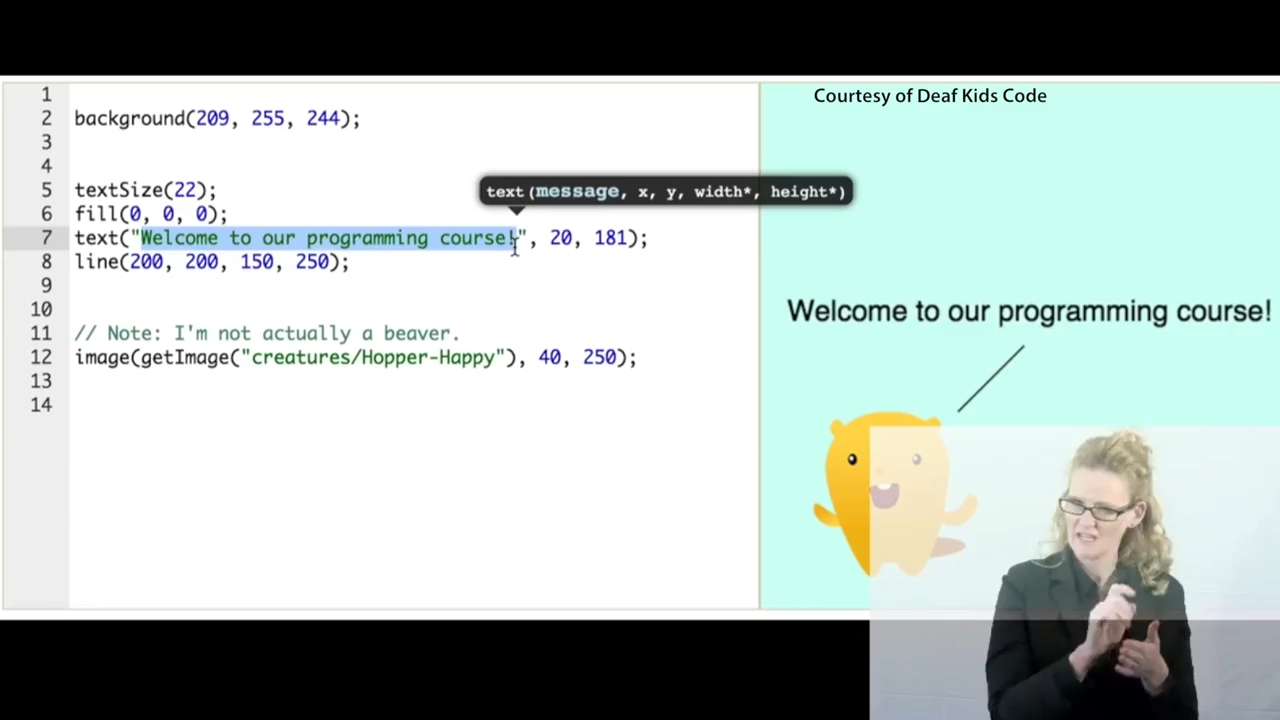 Courtesy of Deaf Kids Code
1
2 background(209, 255, 244);
3
4
5 textSize(22);
text(message, x, y, width*, height*)
6 fill(0, 0, 0);
7 text("Welcome to our programming course!", 20, 181);
8 line(200, 200, 150, 250);
9
10
11 // Note: I'm not actually a beaver.
12 image(getImage("creatures/Hopper-Happy"), 40, 250);
13
14
Welcome to our programming course!